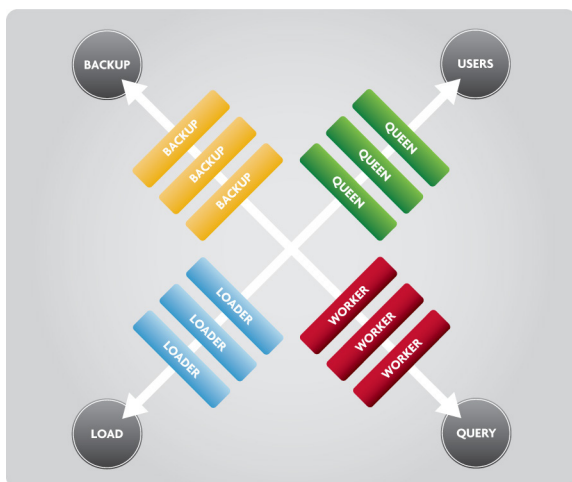 BACKUP
USERS
BACKUP
BACKUP
BACKUP
QUEEN
QUEEN
QUEEN
LOADER
LOADER
LOADER
WORKER
WORKER
WORKER
LOAD
QUERY